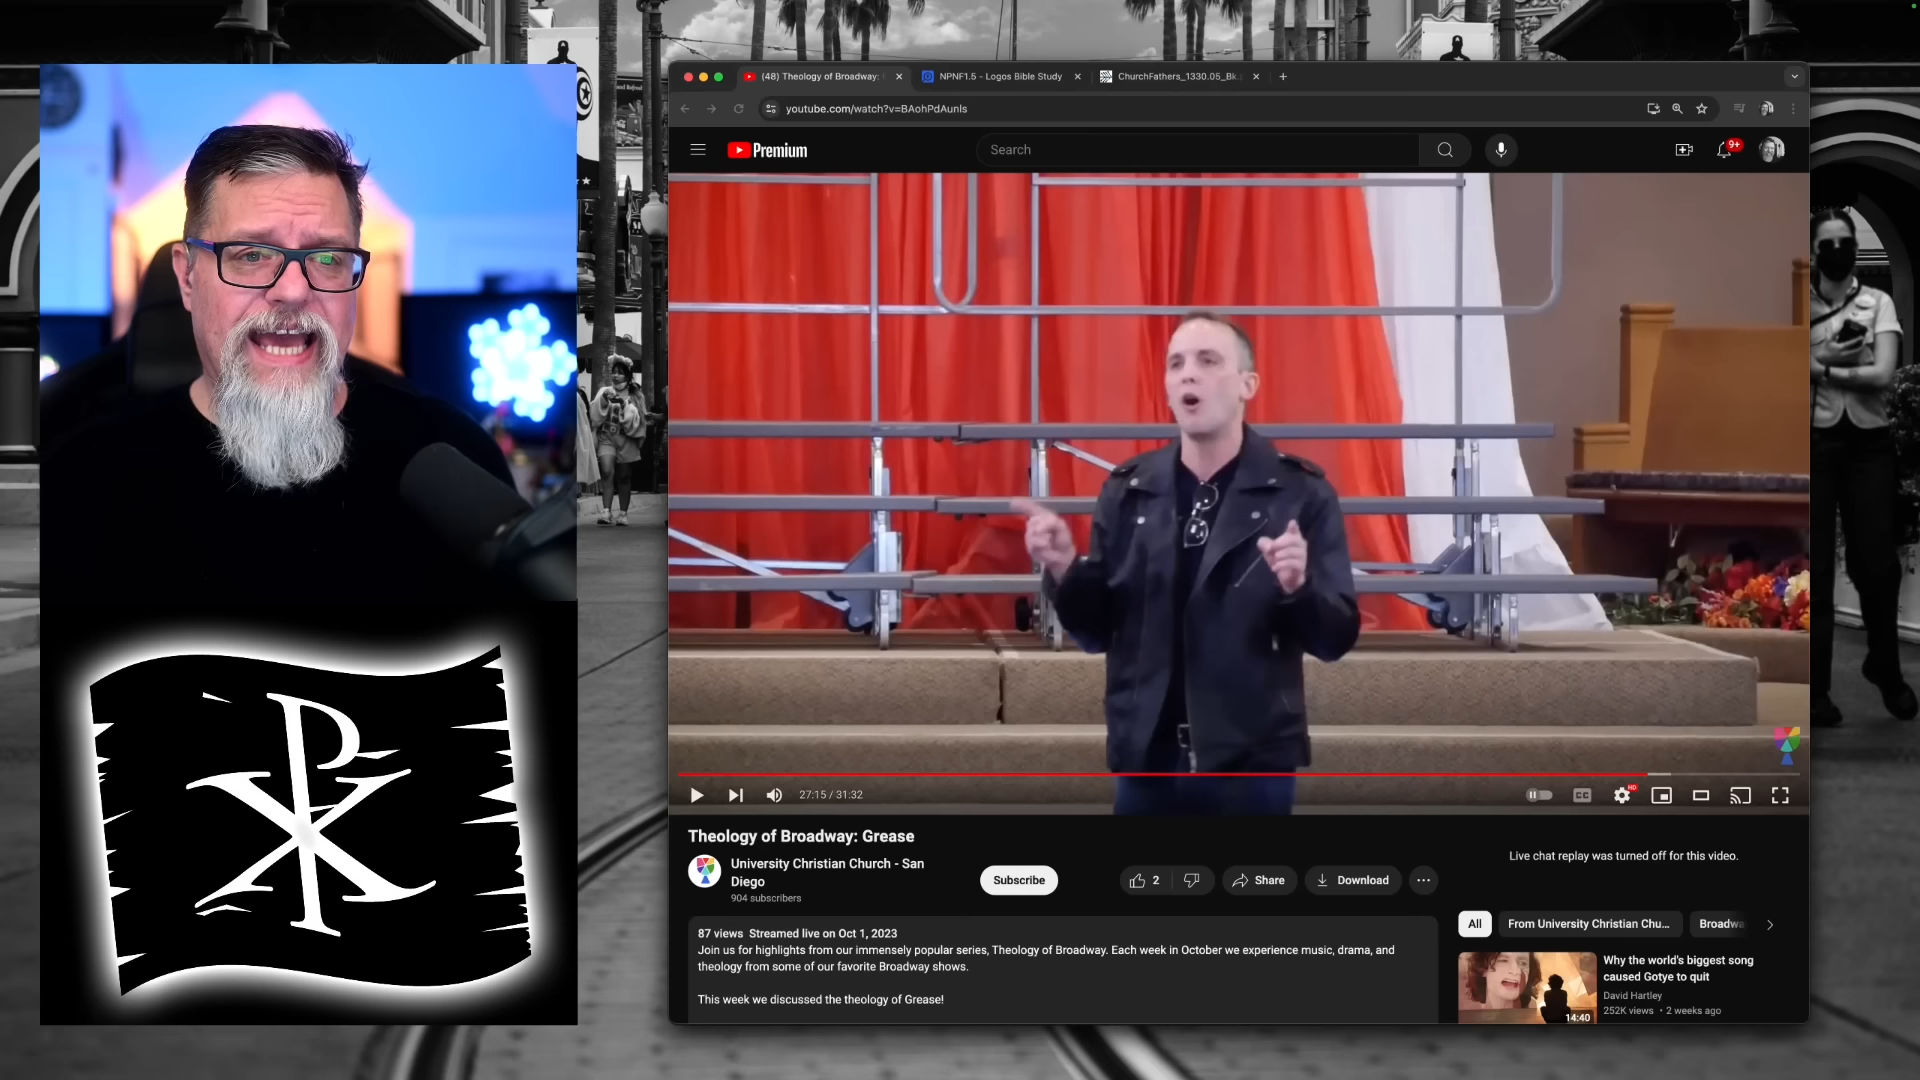 (48) Theology of Broadway:
NPNF1.5 - Logos Bible Study
ChurchFathers_1330.05_Bk
youtube.com/watch?v=BAohPdAunIs
Premium
Search
9+
27:15 / 31:32
CC
HD
Theology of Broadway: Grease
University Christian Church - San
Diego
904 subscribers
Subscribe
2
Share
Download
Live chat replay was turned off for this video.
87 views Streamed live on Oct 1, 2023
Join us for highlights from our immensely popular series, Theology of Broadway. Each week in October we experience music, drama, and
theology from some of our favorite Broadway shows.
This week we discussed the theology of Grease!
All
From University Christian Chu...
Broadwa
Why the world's biggest song
caused Gotye to quit
David Hartley
252K views • 2 weeks ago
14:40